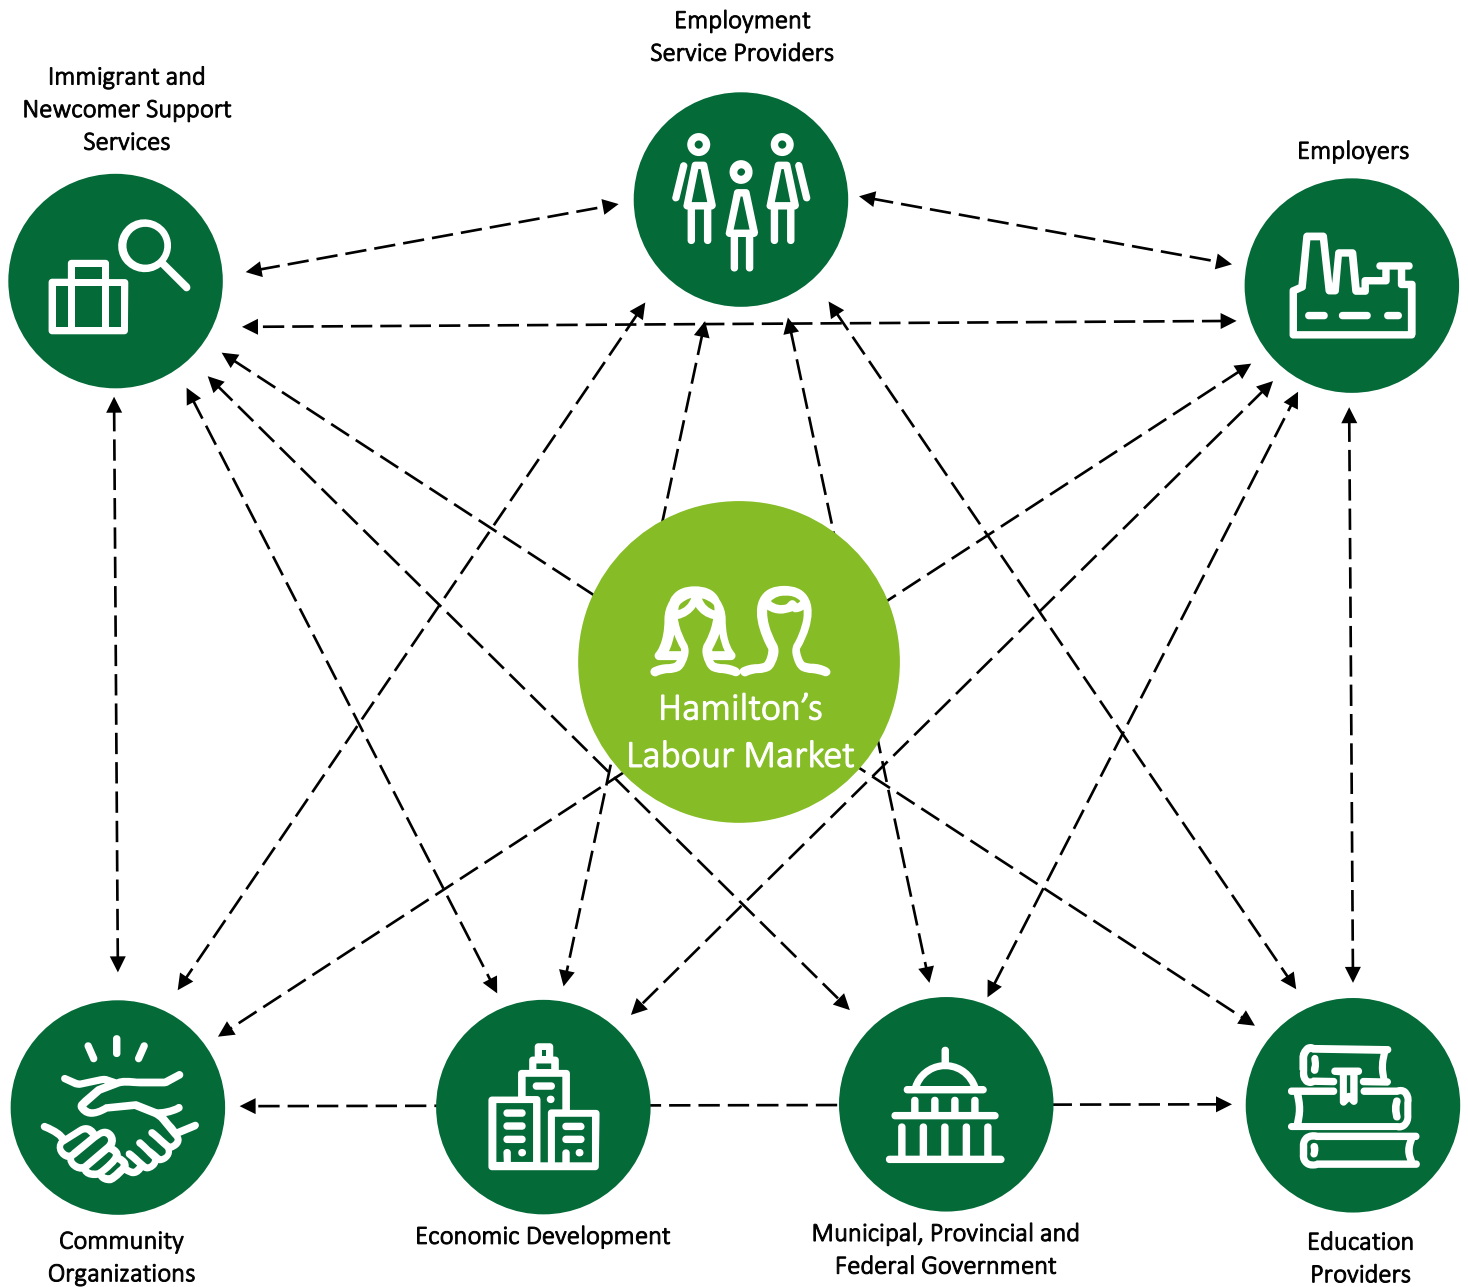 Employment
Service Providers
Immigrant and
Newcomer Support
Services
Employers
Hamilton’s
Labour Market
Community
Organizations
Economic Development
Municipal, Provincial and
Federal Government
Education
Providers